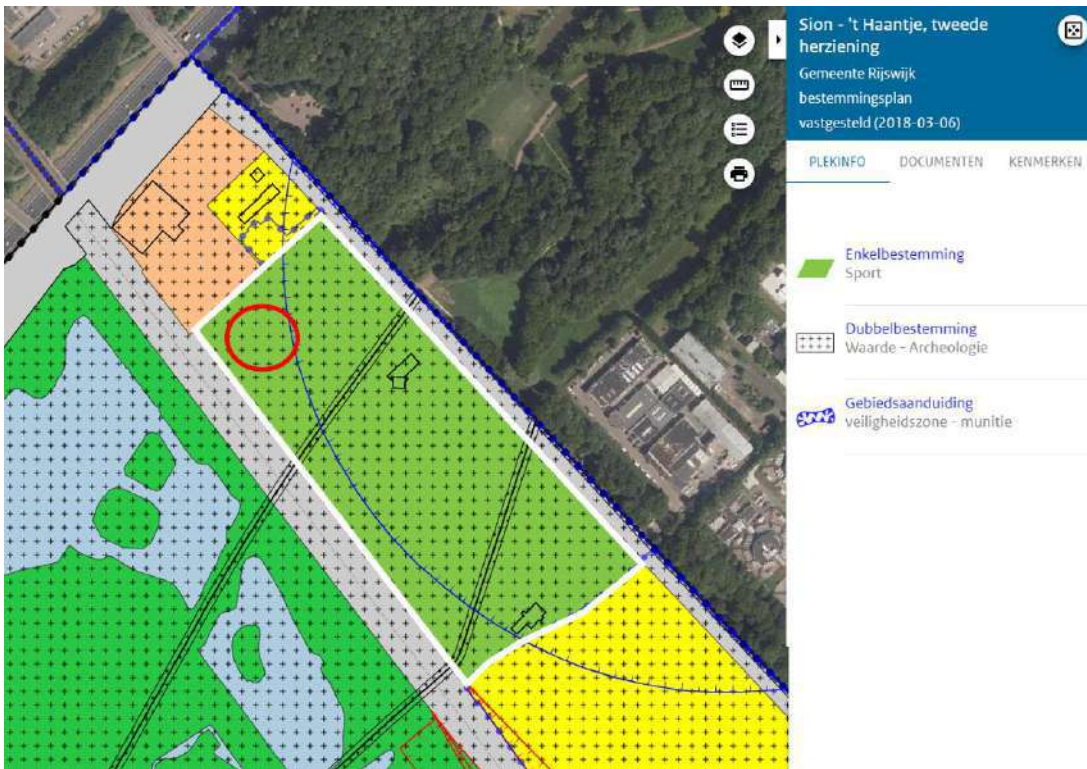 Sion - 't Haantje, tweede
herziening
Gemeente Rijswijk
bestemmingsplan
vastgesteld (2018-03-06)
PLEKINFO DOCUMENTEN KENMERKEN
Enkelbestemming
Sport
Dubbelbestemming
Waarde - Archeologie
Gebiedsaanduiding
veiligheidszone - munitie